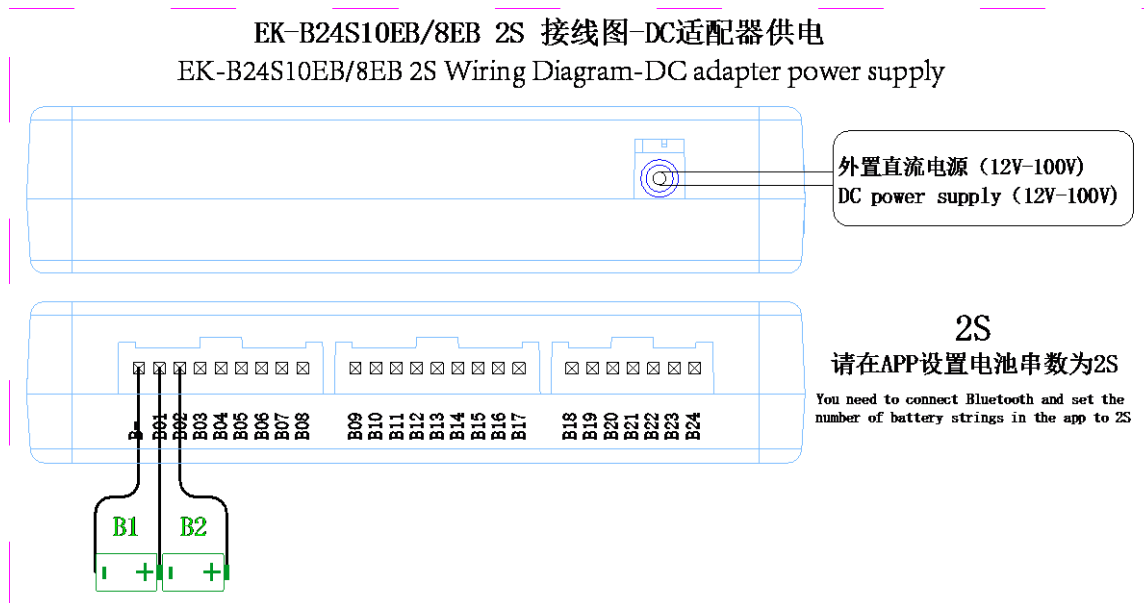 EK-B24S10EB/8EB 2S 接线图-DC适配器供电
EK-B24S10EB/8EB 2S Wiring Diagram-DC adapter power supply
外置直流电源（12V-100V）
DC power supply（12V-100V）
2S
请在APP设置电池串数为2S
You need to connect Bluetooth and set the
number of battery strings in the app to 2S
B- B01 B02 B03 B04 B05 B06 B07 B08 B09 B10 B11 B12 B13 B14 B15 B16 B17 B18 B19 B20 B21 B22 B23 B24
B1 B2
- + - +